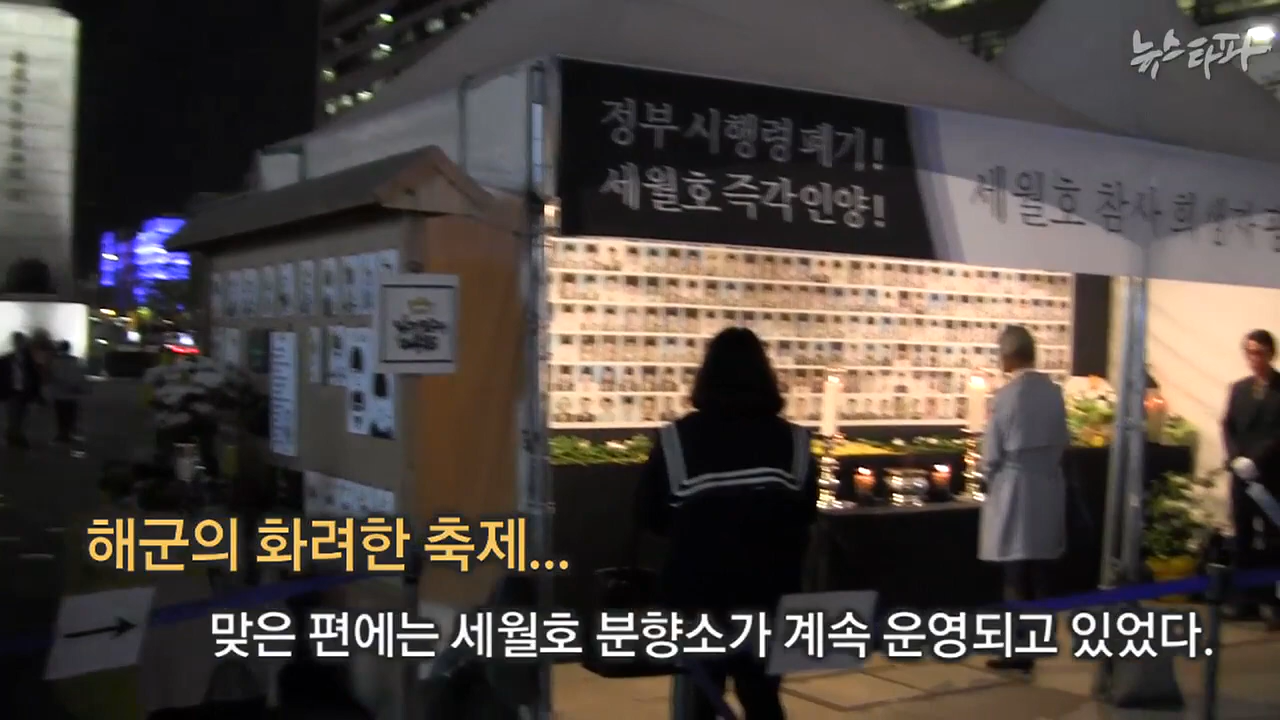 뉴스타파
정부 시행령 폐기!
세월호 즉각 인양!
세월호 참사 희생자
해군의 화려한 축제...
맞은 편에는 세월호 분향소가 계속 운영되고 있었다.